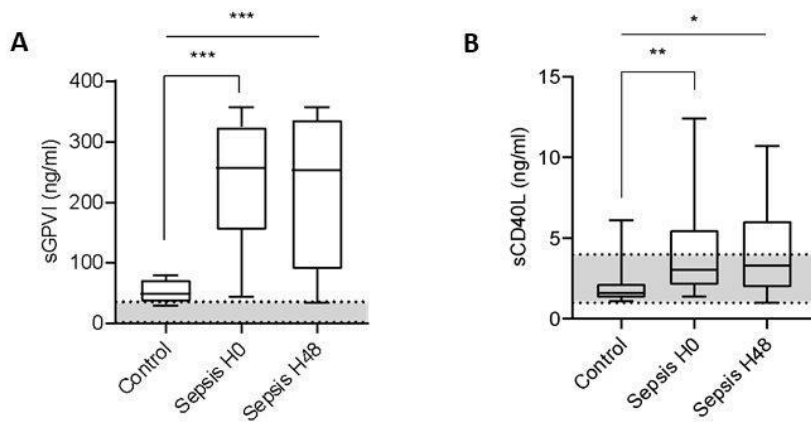 A
***
***
400
300
200
100
0
sGPVI (ng/ml)
Control
Sepsis H0
Sepsis H48
B
*
**
15
10
5
0
sCD40L (ng/ml)
Control
Sepsis H0
Sepsis H48